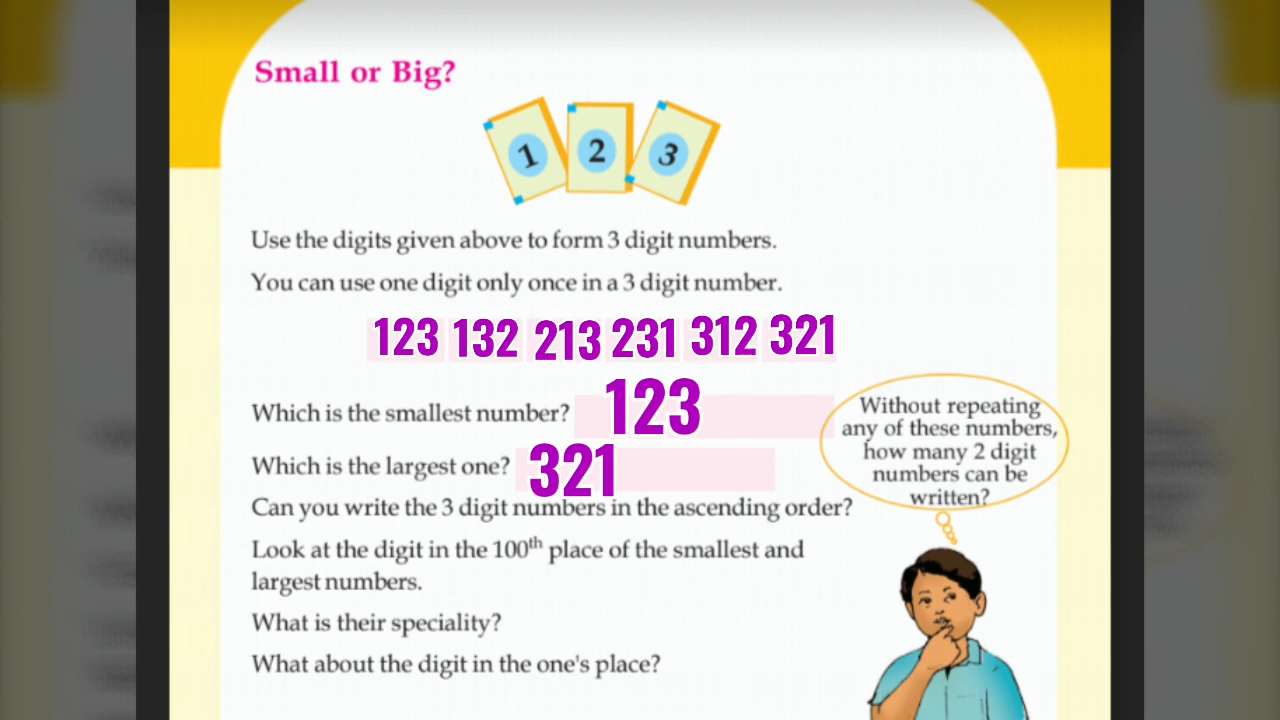 Small or Big?
1 2 3
Use the digits given above to form 3 digit numbers.
You can use one digit only once in a 3 digit number.
123 132 213 231 312 321
Which is the smallest number? 123
Which is the largest one? 321
Can you write the 3 digit numbers in the ascending order?
Look at the digit in the 100th place of the smallest and
largest numbers.
What is their speciality?
What about the digit in the one's place?
Without repeating
any of these numbers,
how many 2 digit
numbers can be
written?